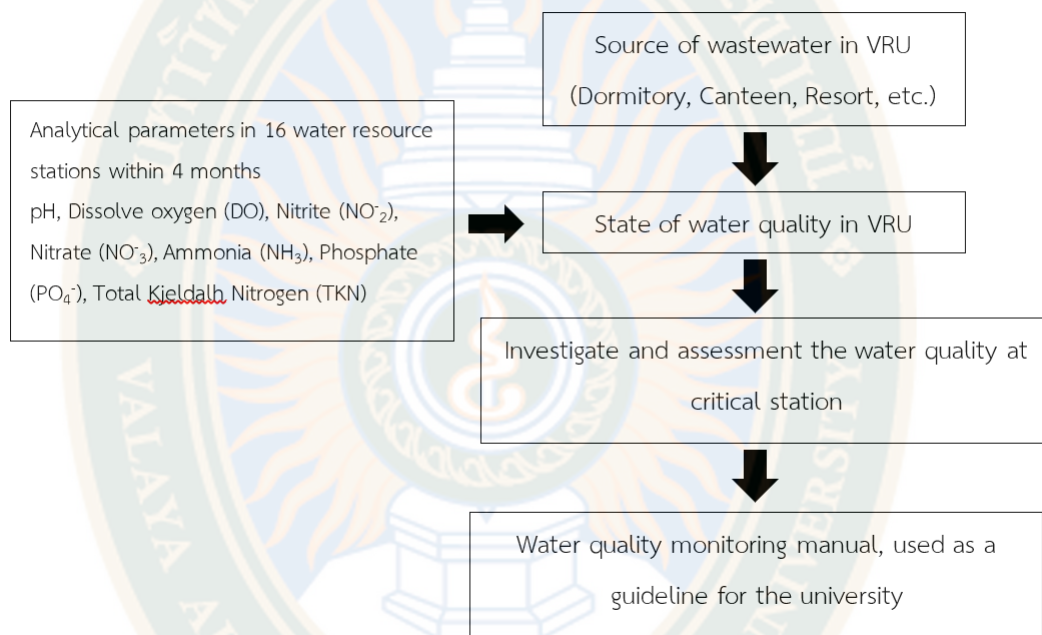 Source of wastewater in VRU
(Dormitory, Canteen, Resort, etc.)
Analytical parameters in 16 water resource
stations within 4 months
pH, Dissolve oxygen (DO), Nitrite (NO⁻₂),
Nitrate (NO⁻₃), Ammonia (NH₃), Phosphate
(PO₄⁻), Total Kjeldalh Nitrogen (TKN)
State of water quality in VRU
Investigate and assessment the water quality at
critical station
Water quality monitoring manual, used as a
guideline for the university
VALAYA
UNIVERSITY